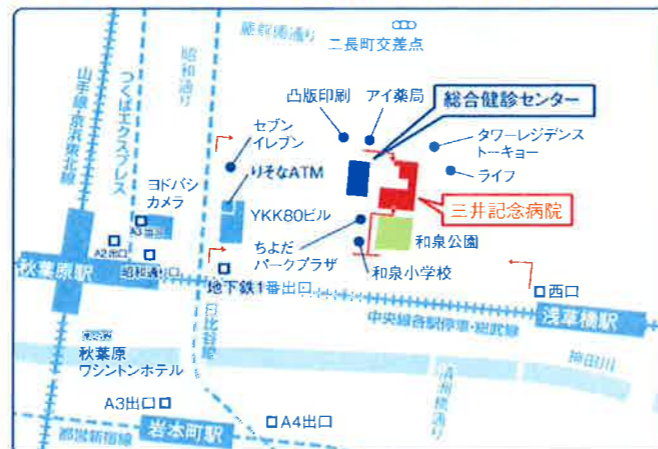 蔵前橋通り
二長町交差点
昭和通り
山手線・京浜東北線
つくばエクスプレス
凸版印刷
アイ薬局
総合健診センター
セブン
イレブン
りそなATM
タワーレジデンス
トーキョー
ライフ
ヨドバシ
カメラ
YKK80ビル
三井記念病院
A3出口
A2出口
昭和通り口
秋葉原駅
ちよだ
パークプラザ
和泉公園
和泉小学校
地下鉄1番出口
西口
浅草橋駅
日比谷線
中央線各駅停車・総武線
神田川
秋葉原
ワシントンホテル
清洲橋通り
A3出口
A4出口
岩本町駅
都営新宿線